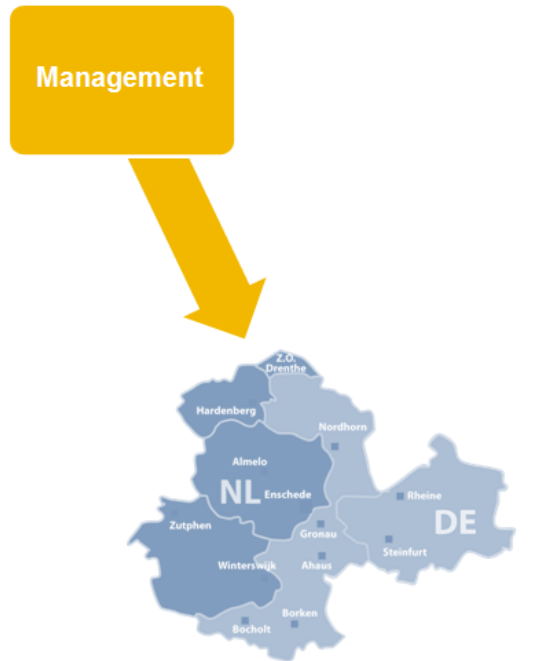 Management
Z.O.
Drenthe
Hardenberg
Nordhorn
Almelo
NL
Enschede
Rheine
DE
Zutphen
Gronau
Steinfurt
Winterswijk
Ahaus
Borken
Bocholt